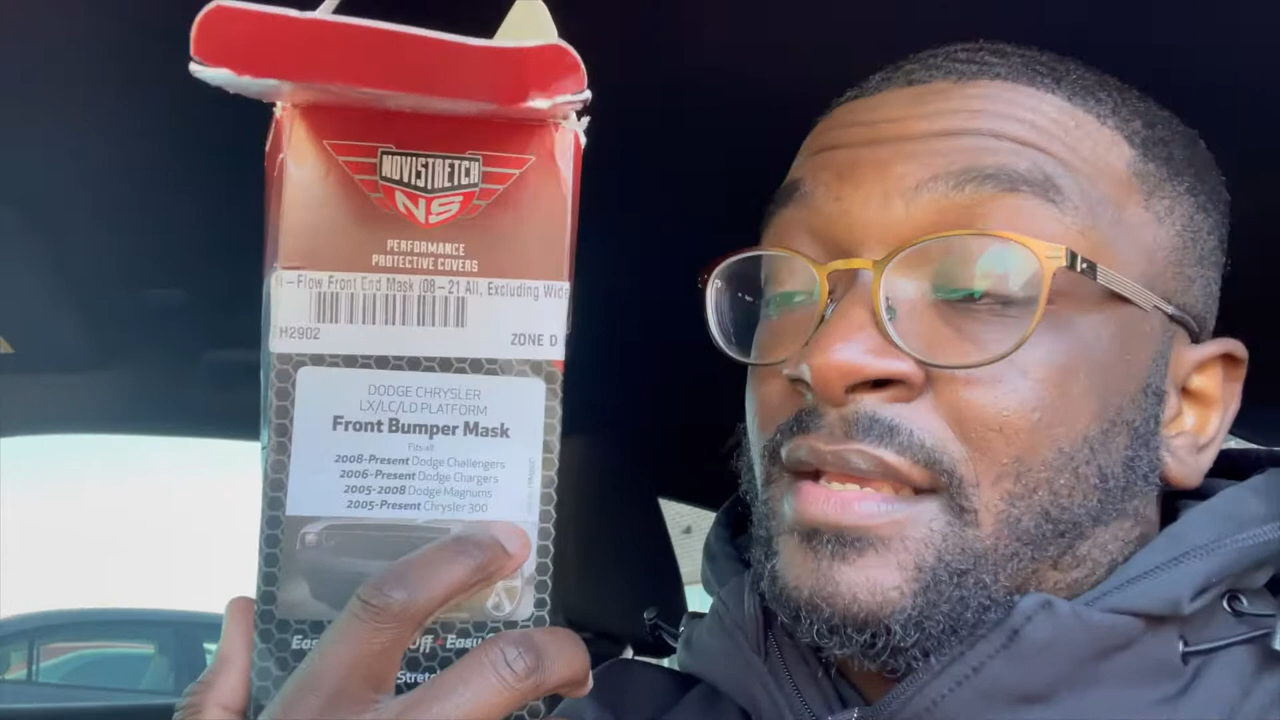 NOVISTRETCH
NS
PERFORMANCE
PROTECTIVE COVERS
– Flow Front End Mask (08 – 21 All, Excluding Wide
H2902
ZONE D
DODGE CHRYSLER
LX/LC/LD PLATFORM
Front Bumper Mask
Fits all
2008-Present Dodge Challengers
2006-Present Dodge Chargers
2005-2008 Dodge Magnums
2005-Present Chrysler 300
Off • Easy